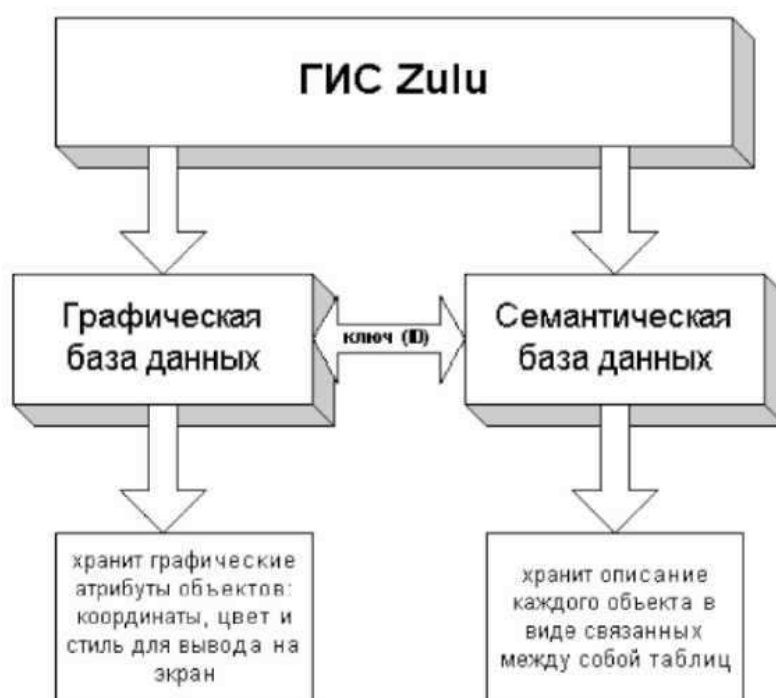 ГИС Zulu
Графическая
база данных
ключ (ID)
Семантическая
база данных
хранит графические
атрибуты объектов:
координаты, цвет и
стиль для вывода на
экран
хранит описание
каждого объекта в
виде связанных
между собой таблиц